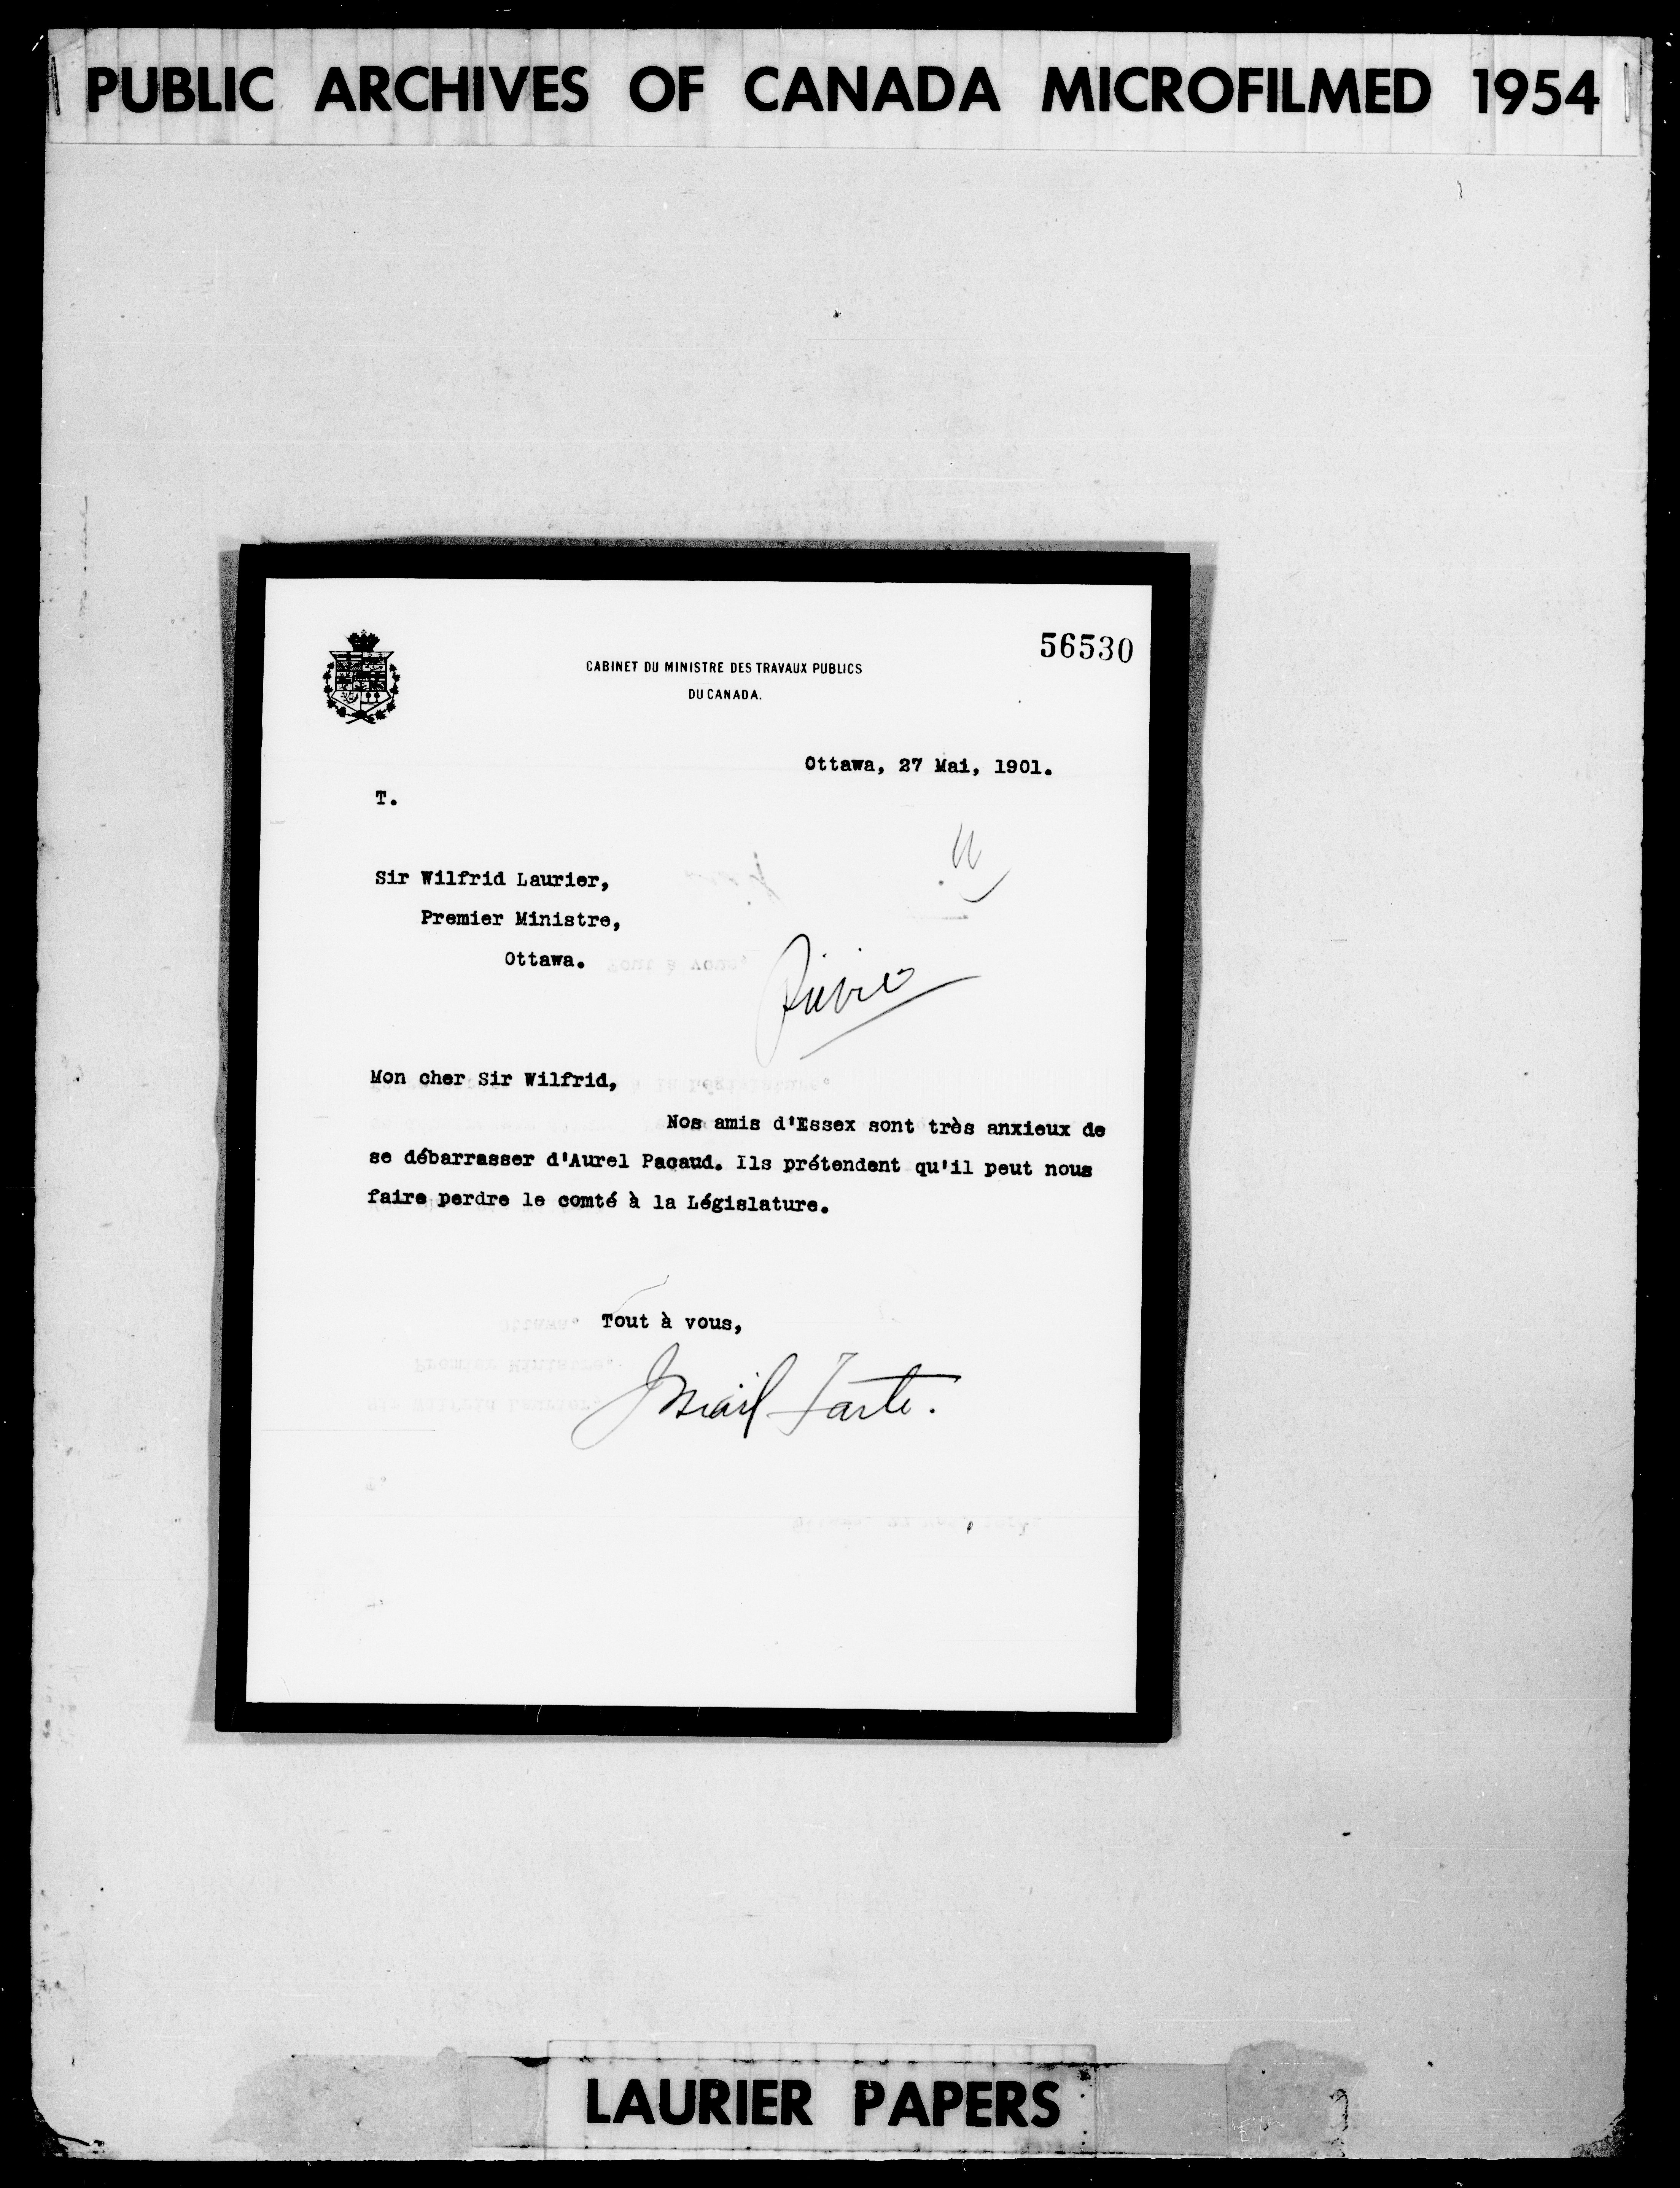 PUBLIC ARCHIVES OF CANADA MICROFILMED 1954
56530
CABINET DU MINISTRE DES TRAVAUX PUBLICS
DU CANADA.
Ottawa, 27 Mai, 1901.
T.
Sir Wilfrid Laurier,
Premier Ministre,
Ottawa.
Mon cher Sir Wilfrid,
Nos amis d'Essex sont très anxieux de
se débarrasser d'Aurel Pacaud. Ils prétendent qu'il peut nous
faire perdre le comté à la Législature.
Tout à vous,
J Israël Tarte.
LAURIER PAPERS